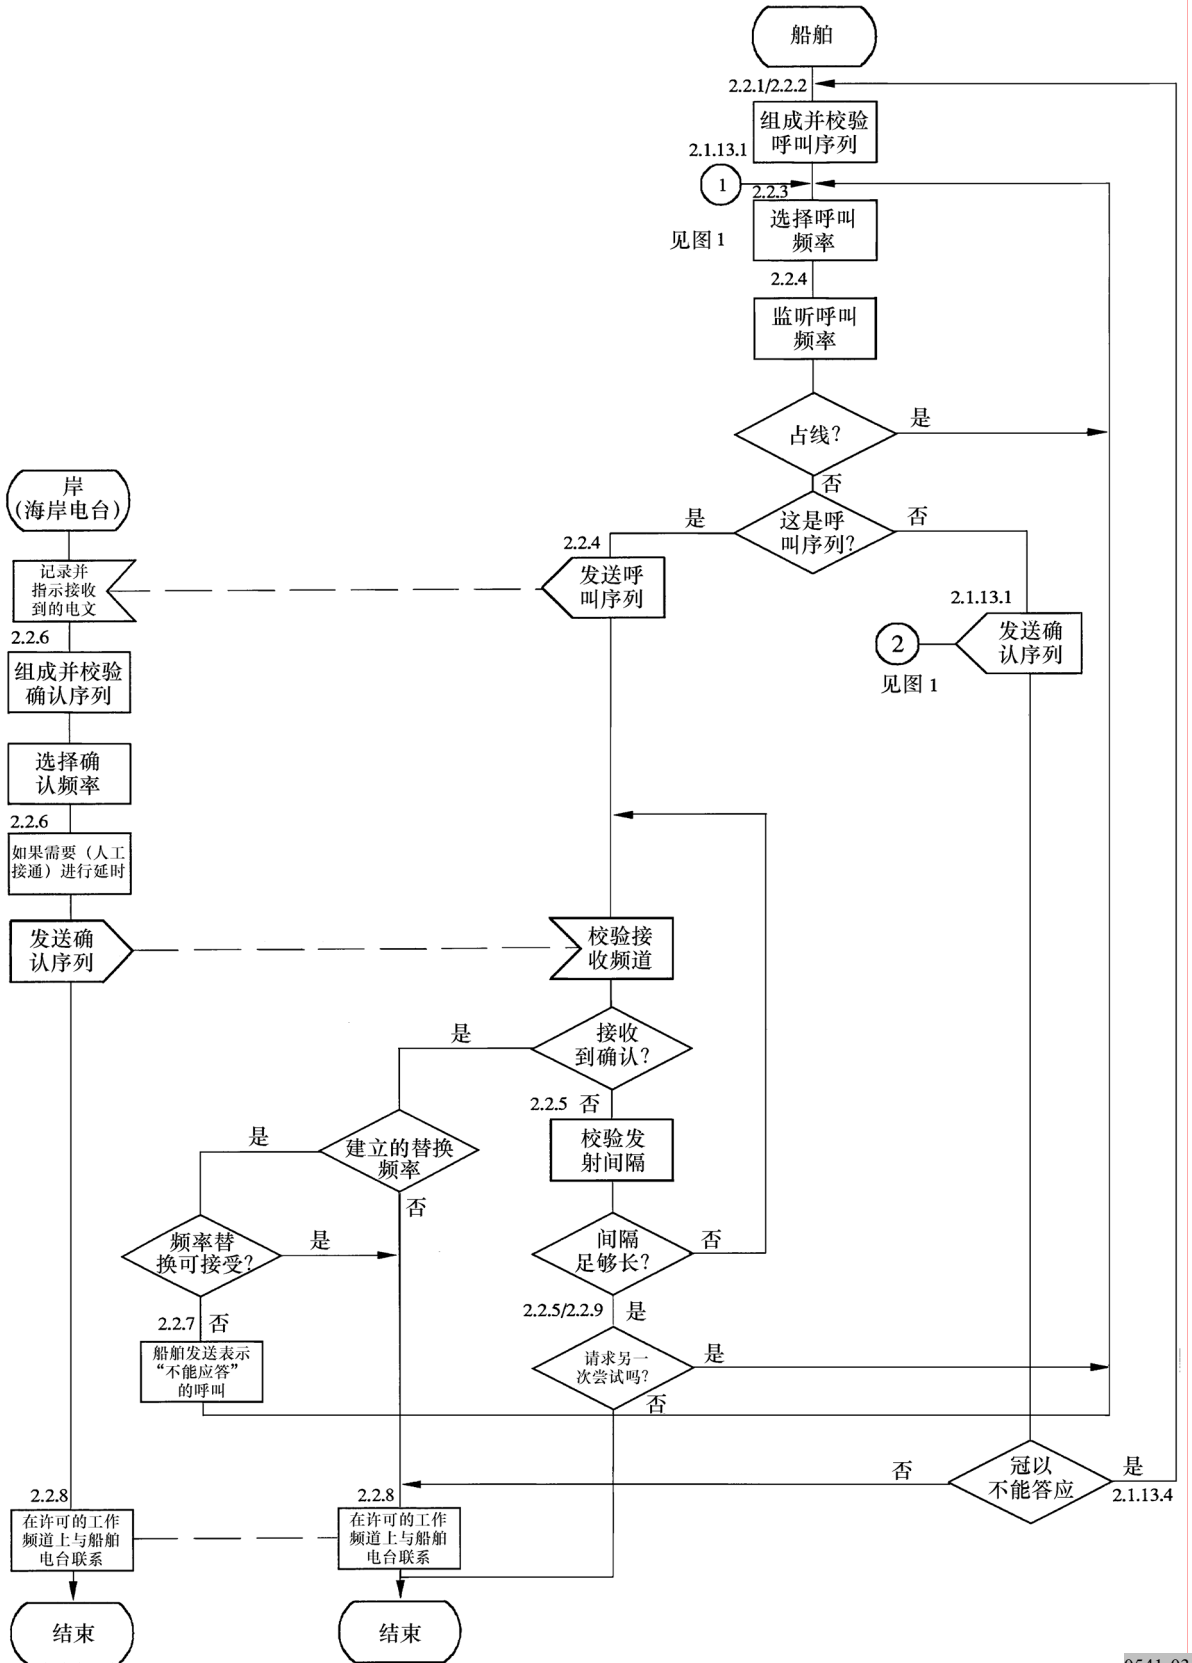 船舶
2.2.1/2.2.2
组成并校验
呼叫序列
2.1.13.1
1
2.2.3
见图 1
选择呼叫
频率
2.2.4
监听呼叫
频率
占线？
是
否
这是呼
叫序列？
是
否
岸
(海岸电台)
记录并
指示接收
到的电文
2.2.4
发送呼
叫序列
2.1.13.1
发送确
认序列
2
见图 1
2.2.6
组成并校验
确认序列
选择确
认频率
2.2.6
如果需要（人工
接通）进行延时
发送确
认序列
校验接
收频道
接收
到确认？
是
2.2.5 否
校验发
射间隔
建立的替换
频率
是
否
频率替
换可接受？
是
间隔
足够长？
否
2.2.5/2.2.9 是
2.2.7 否
船舶发送表示
“不能应答”
的呼叫
请求另一
次尝试吗？
是
否
冠以
不能答应
否
是
2.1.13.4
2.2.8
在许可的工作
频道上与船舶
电台联系
2.2.8
在许可的工作
频道上与船舶
电台联系
结束
结束